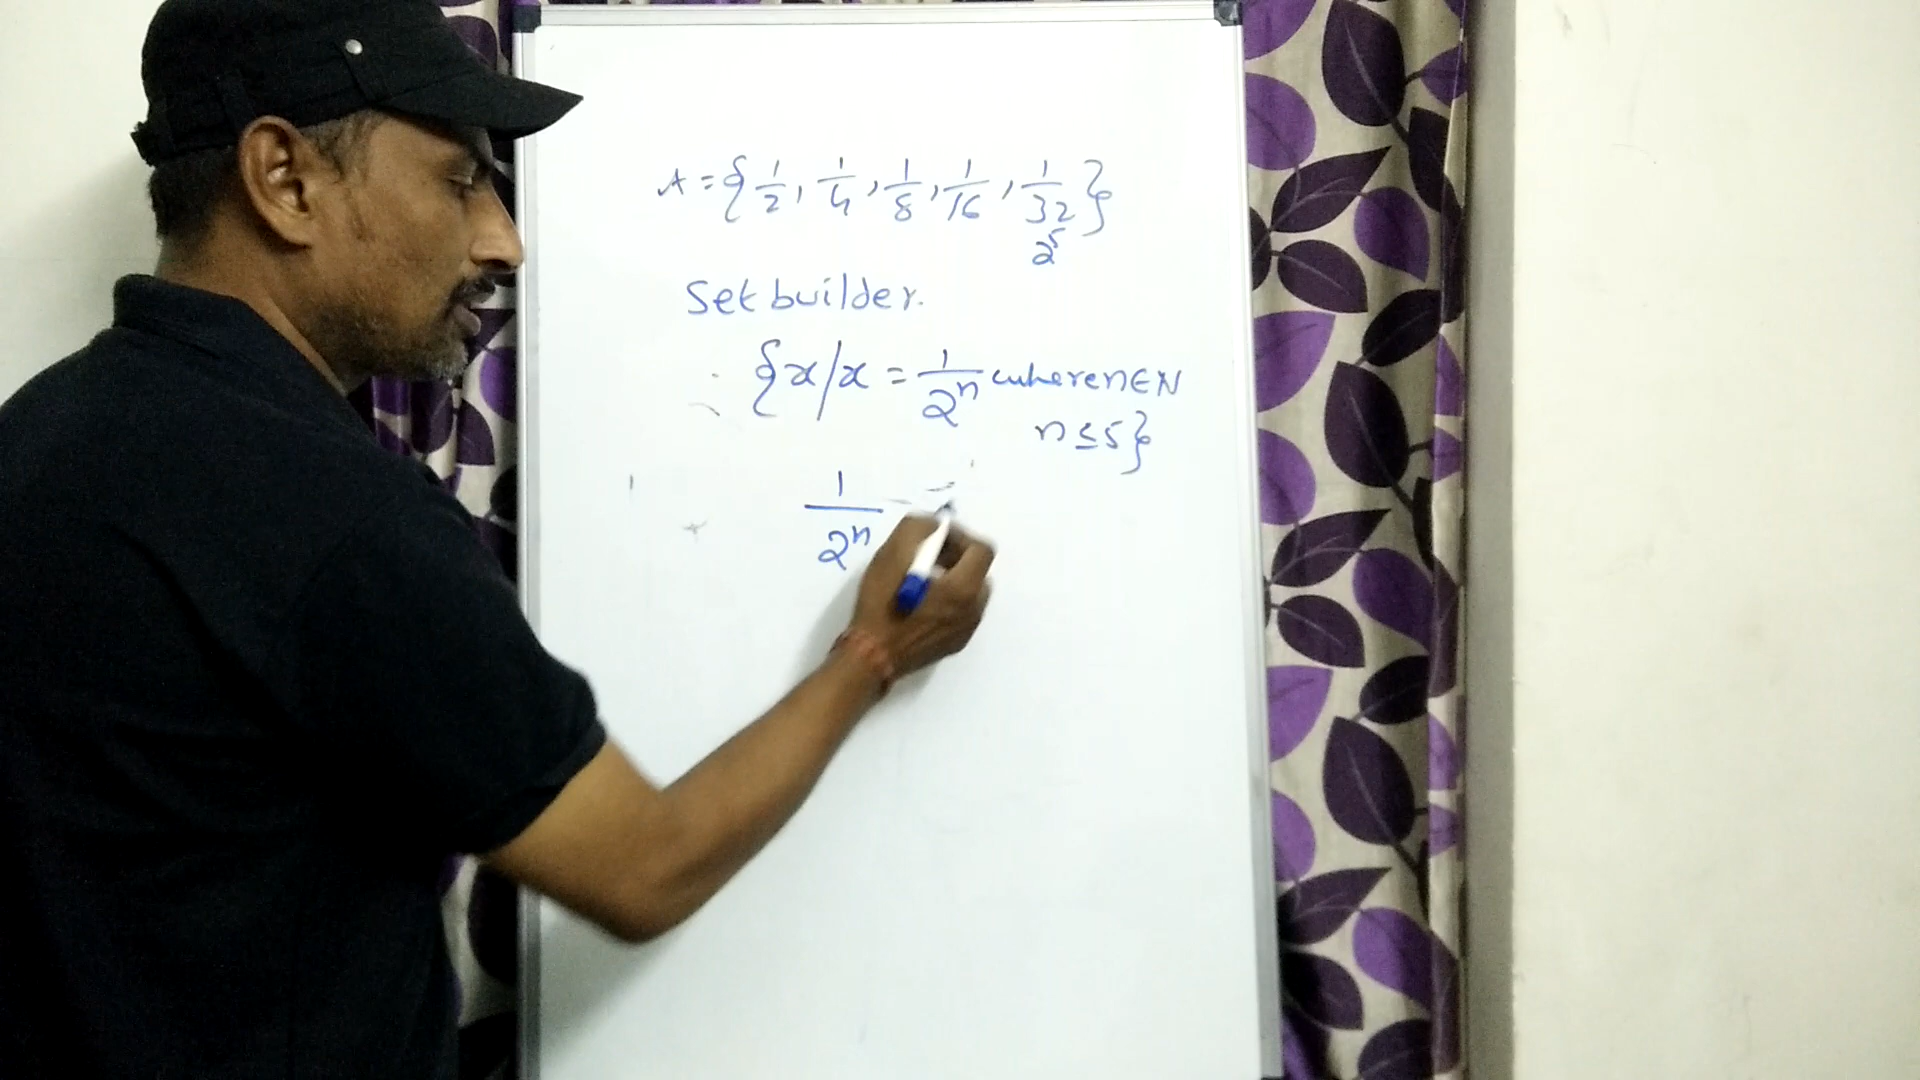 A = {1/2, 1/4, 1/8, 1/16, 1/32}
2⁵
Set builder.
{x/x = 1/2ⁿ where n∈N
n ≤ 5}
1/2ⁿ